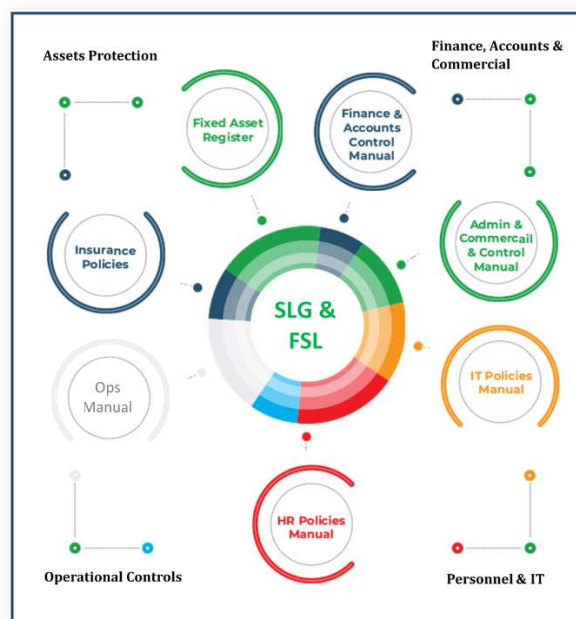 Assets Protection
Finance, Accounts &
Commercial
Fixed Asset
Register
Finance &
Accounts
Control
Manual
Insurance
Policies
Admin &
Commercail
& Control
Manual
SLG &
FSL
Ops
Manual
IT Policies
Manual
HR Policies
Manual
Operational Controls
Personnel & IT